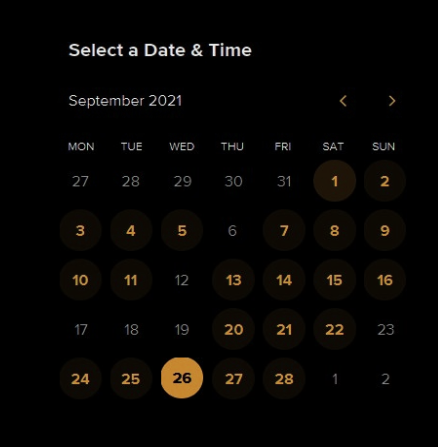 Select a Date & Time
September 2021
MON TUE WED THU FRI SAT SUN
27 28 29 30 31 1 2
3 4 5 6 7 8 9
10 11 12 13 14 15 16
17 18 19 20 21 22 23
24 25 26 27 28 1 2